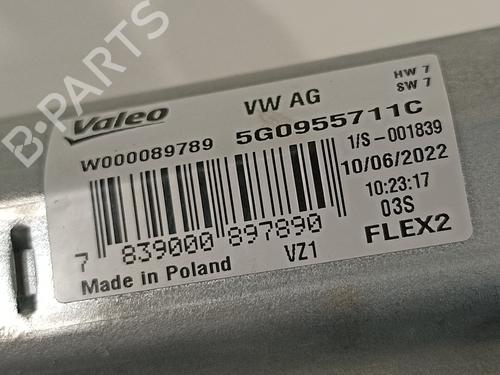 B-PARTS
Valeo
VW AG
HW 7
SW 7
W000089789
5G0955711C
1/S-001839
10/06/2022
10:23:17
03S
7 839000 897890
VZ1
FLEX2
Made in Poland